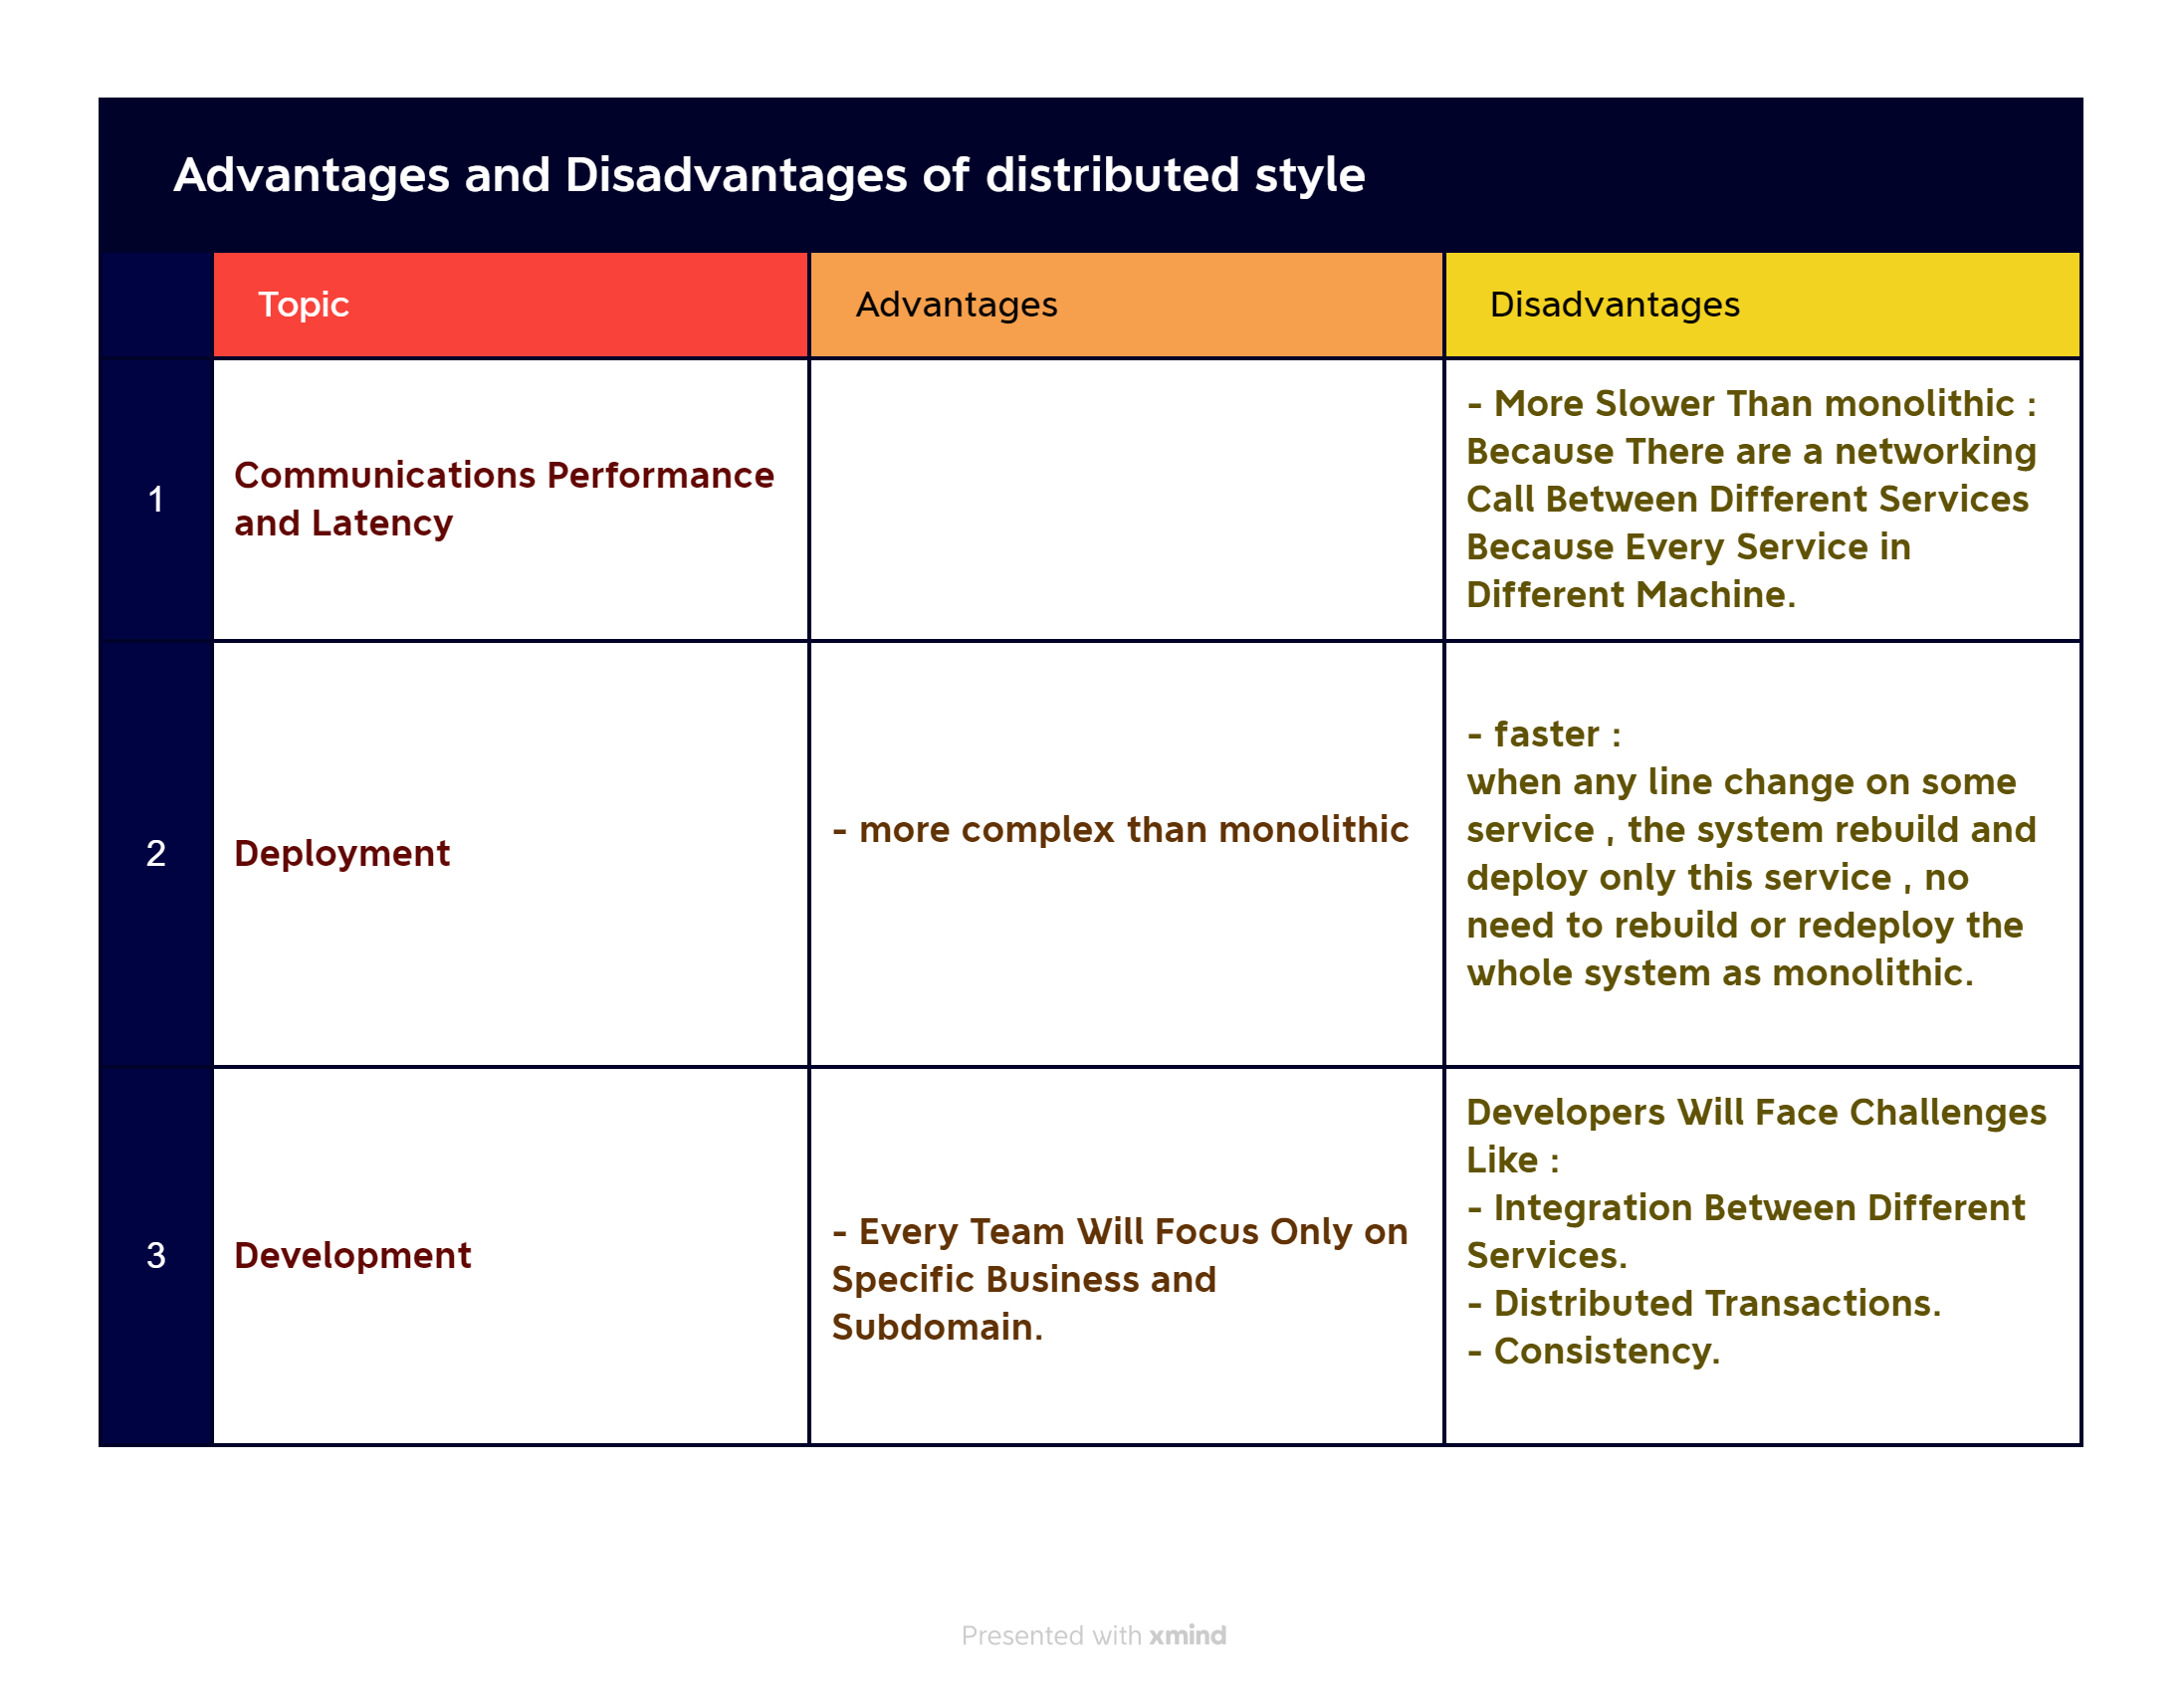 Advantages and Disadvantages of distributed style
Topic
Advantages
Disadvantages
1
Communications Performance
and Latency
- More Slower Than monolithic :
Because There are a networking
Call Between Different Services
Because Every Service in
Different Machine.
2
Deployment
- more complex than monolithic
- faster :
when any line change on some
service , the system rebuild and
deploy only this service , no
need to rebuild or redeploy the
whole system as monolithic.
3
Development
- Every Team Will Focus Only on
Specific Business and
Subdomain.
Developers Will Face Challenges
Like :
- Integration Between Different
Services.
- Distributed Transactions.
- Consistency.
Presented with xmind